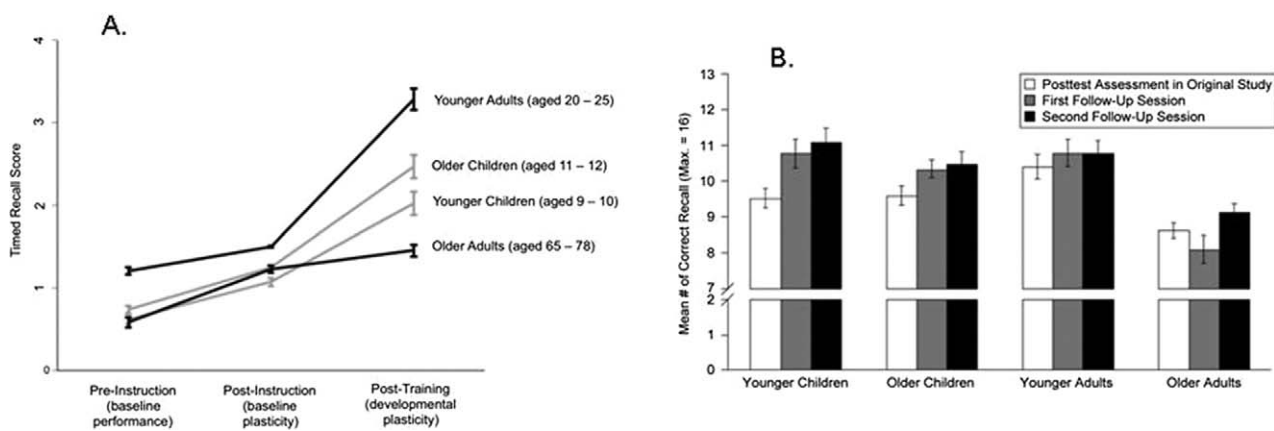 A.
4
3
2
1
0
Timed Recall Score
Younger Adults (aged 20 – 25)
Older Children (aged 11 – 12)
Younger Children (aged 9 – 10)
Older Adults (aged 65 – 78)
Pre-Instruction
(baseline
performance)
Post-Instruction
(baseline
plasticity)
Post-Training
(developmental
plasticity)
B.
Posttest Assessment in Original Study
First Follow-Up Session
Second Follow-Up Session
Mean # of Correct Recall (Max. = 16)
13
12
11
10
9
8
7
2
1
0
Younger Children
Older Children
Younger Adults
Older Adults